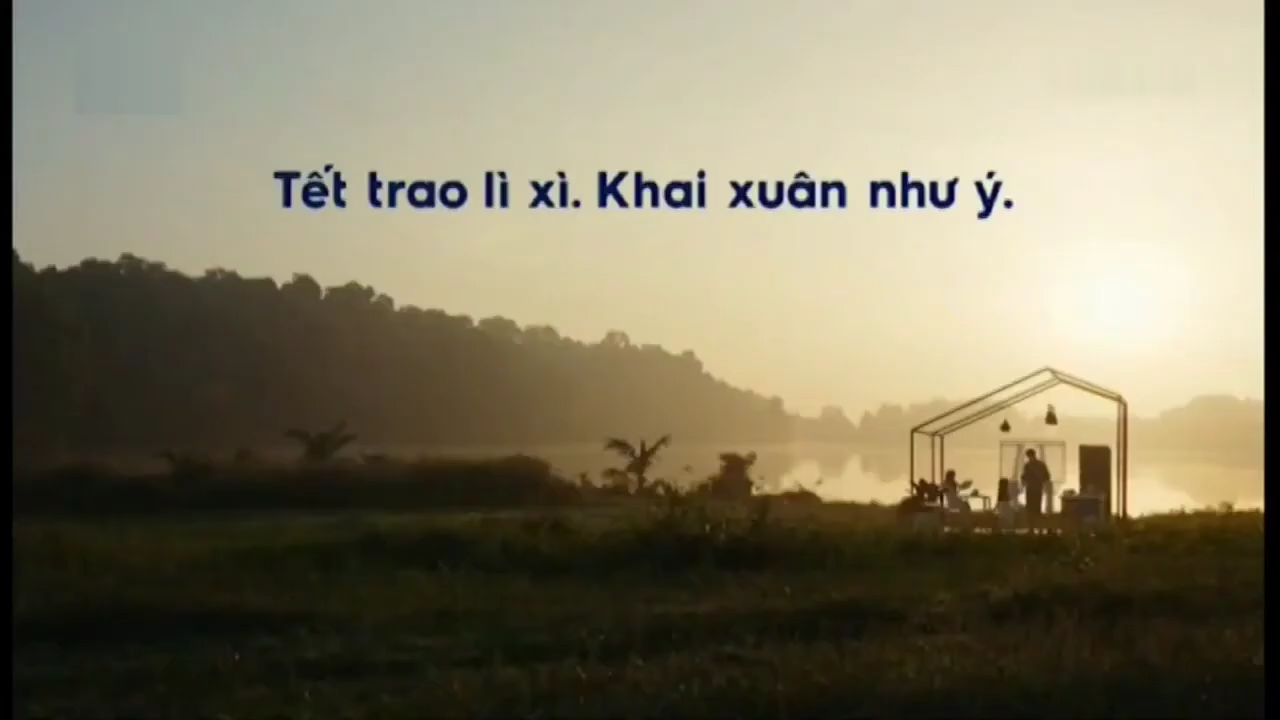 Tết trao lì xì. Khai xuân như ý.